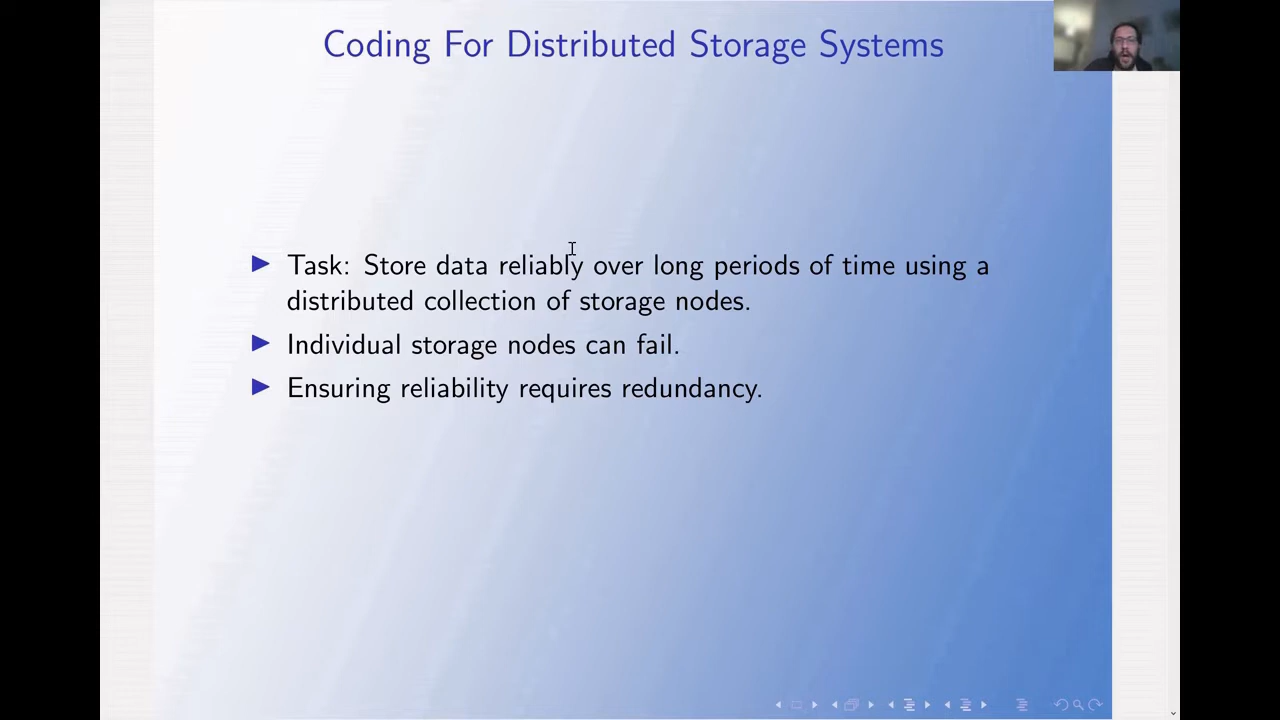 Coding For Distributed Storage Systems
Task: Store data reliably over long periods of time using a
distributed collection of storage nodes.
Individual storage nodes can fail.
Ensuring reliability requires redundancy.